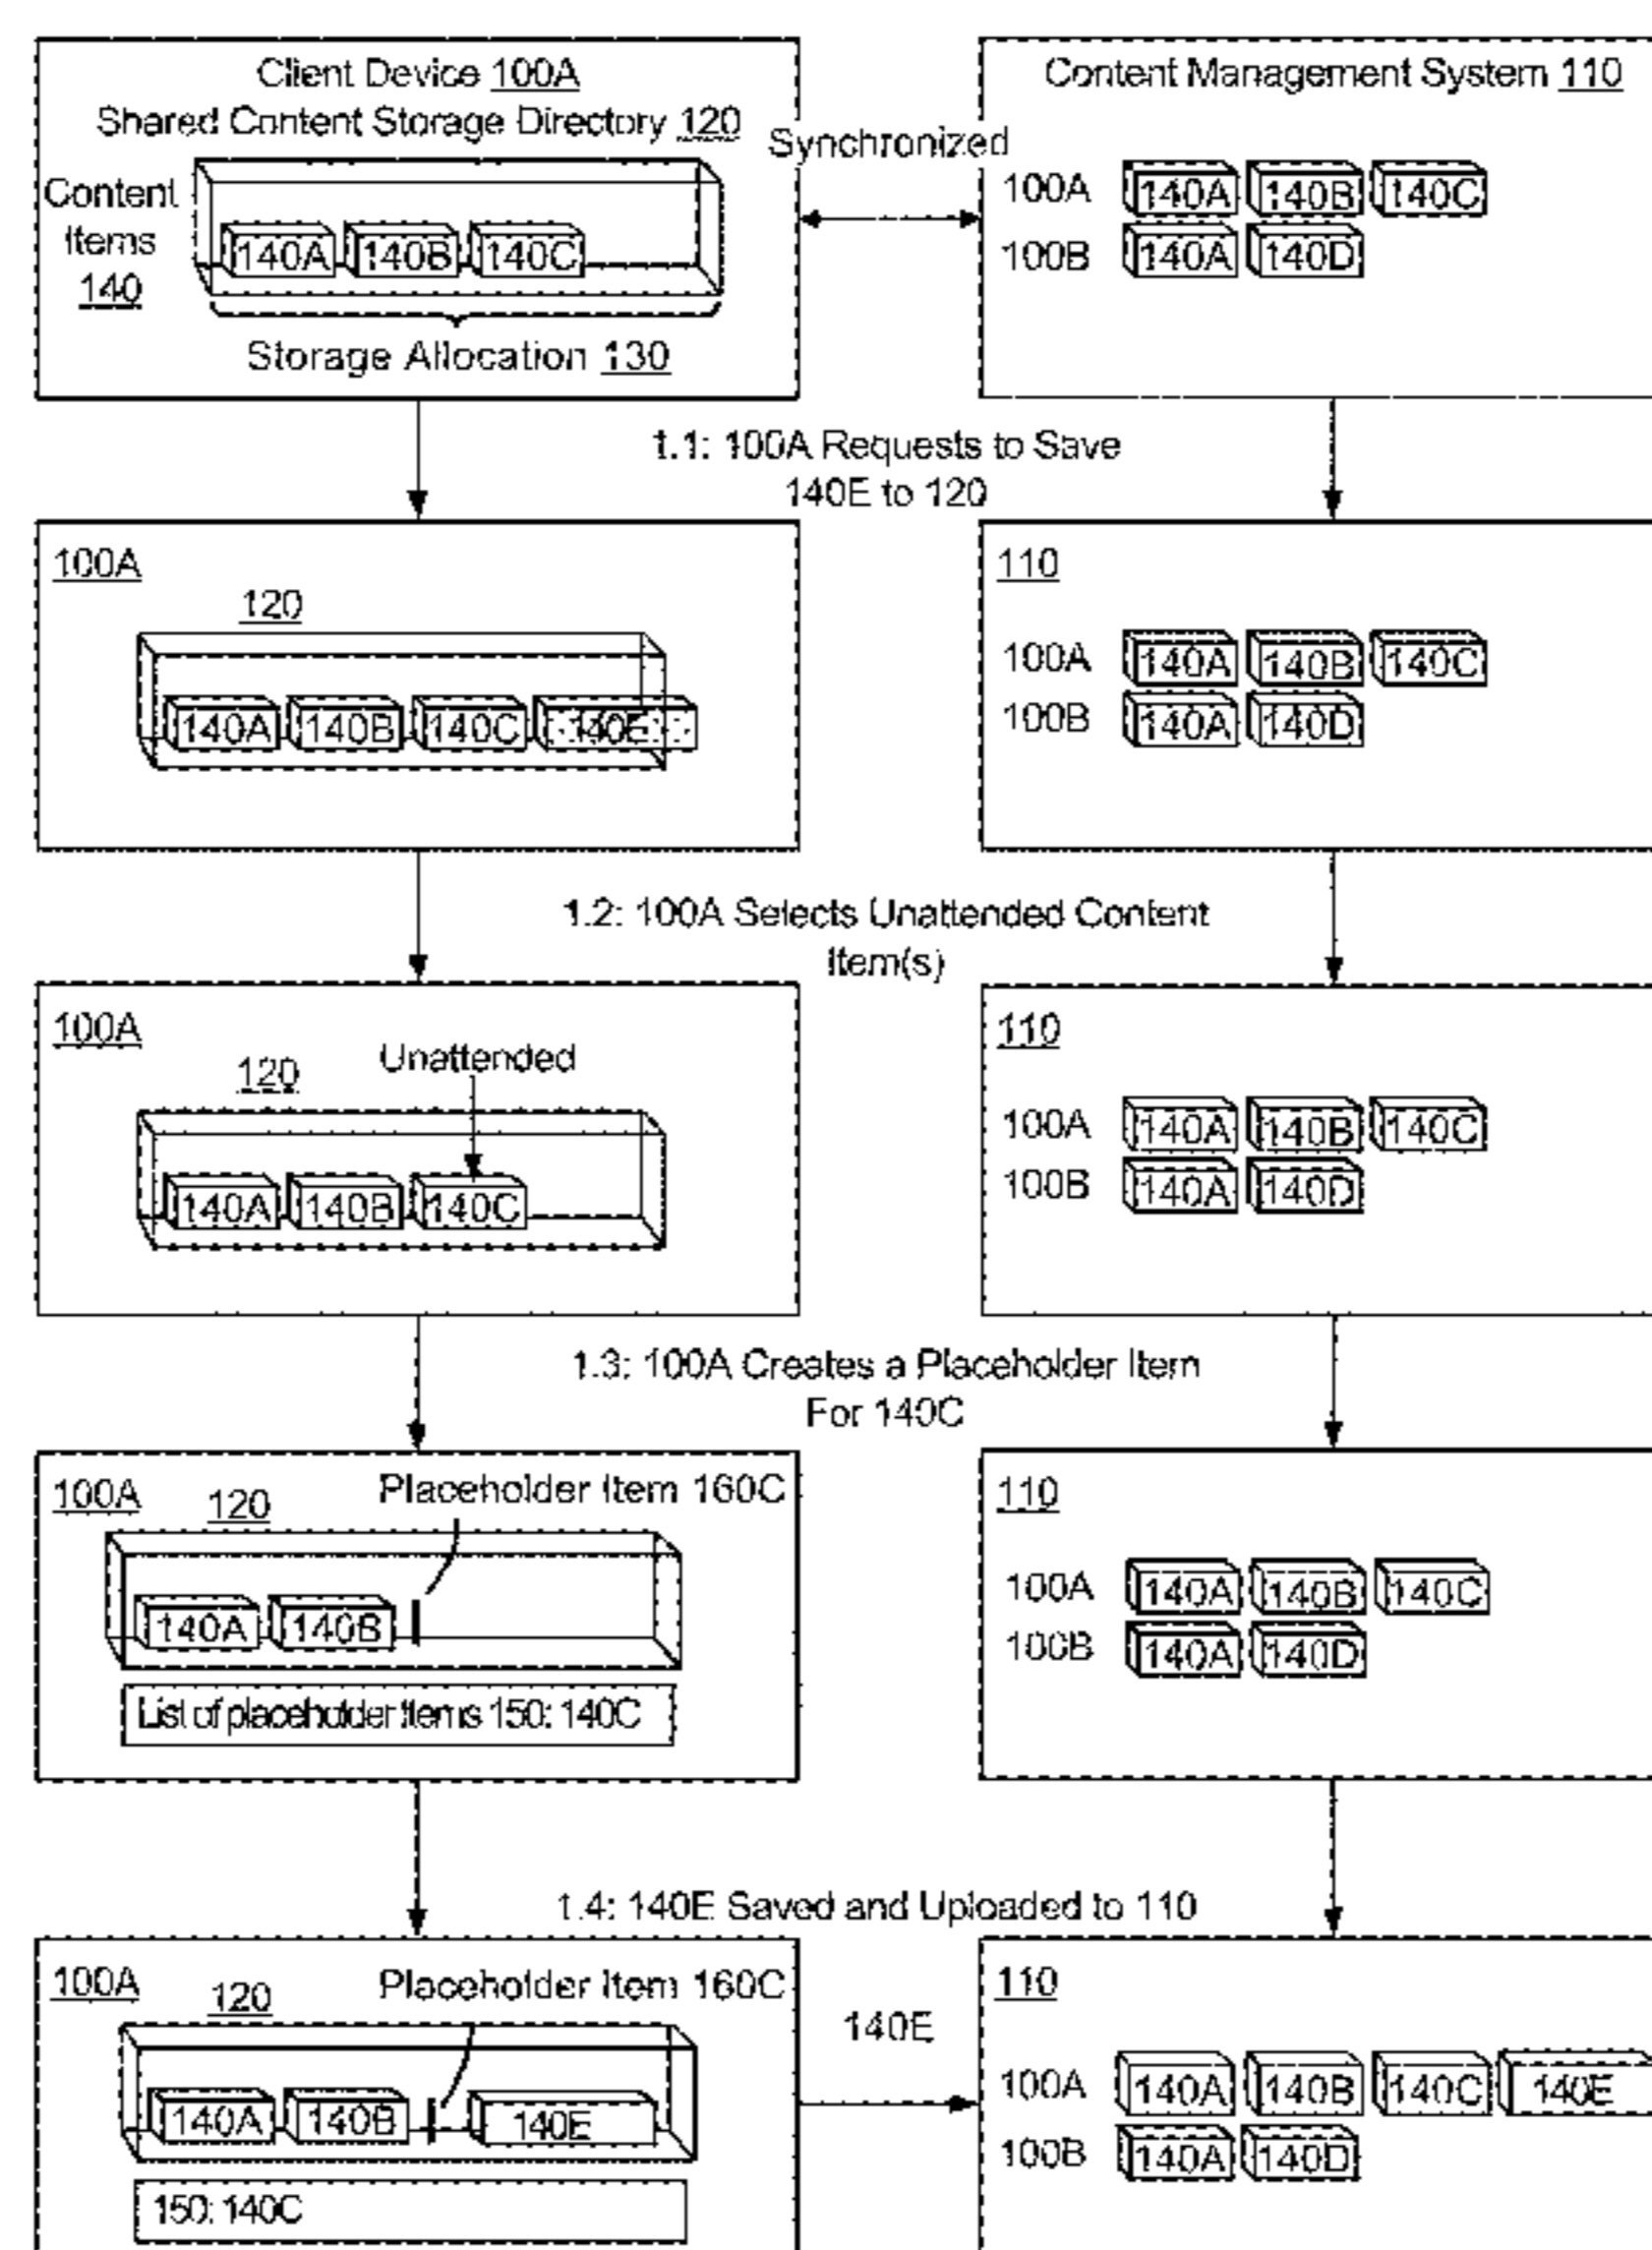 Client Device 100A
Shared Content Storage Directory 120
Content
Items
140
140A 140B 140C
Storage Allocation 130
Synchronized
Content Management System 110
100A 140A 140B 140C
100B 140A 140D
1.1: 100A Requests to Save
140E to 120
100A
120
140A 140B 140C 140E
110
100A 140A 140B 140C
100B 140A 140D
1.2: 100A Selects Unattended Content
Item(s)
100A
120 Unattended
140A 140B 140C
110
100A 140A 140B 140C
100B 140A 140D
1.3: 100A Creates a Placeholder Item
For 140C
100A 120 Placeholder Item 160C
140A 140B
List of placeholder Items 150: 140C
110
100A 140A 140B 140C
100B 140A 140D
1.4: 140E Saved and Uploaded to 110
100A 120 Placeholder Item 160C
140A 140B 140E
150: 140C
140E
110
100A 140A 140B 140C 140E
100B 140A 140D